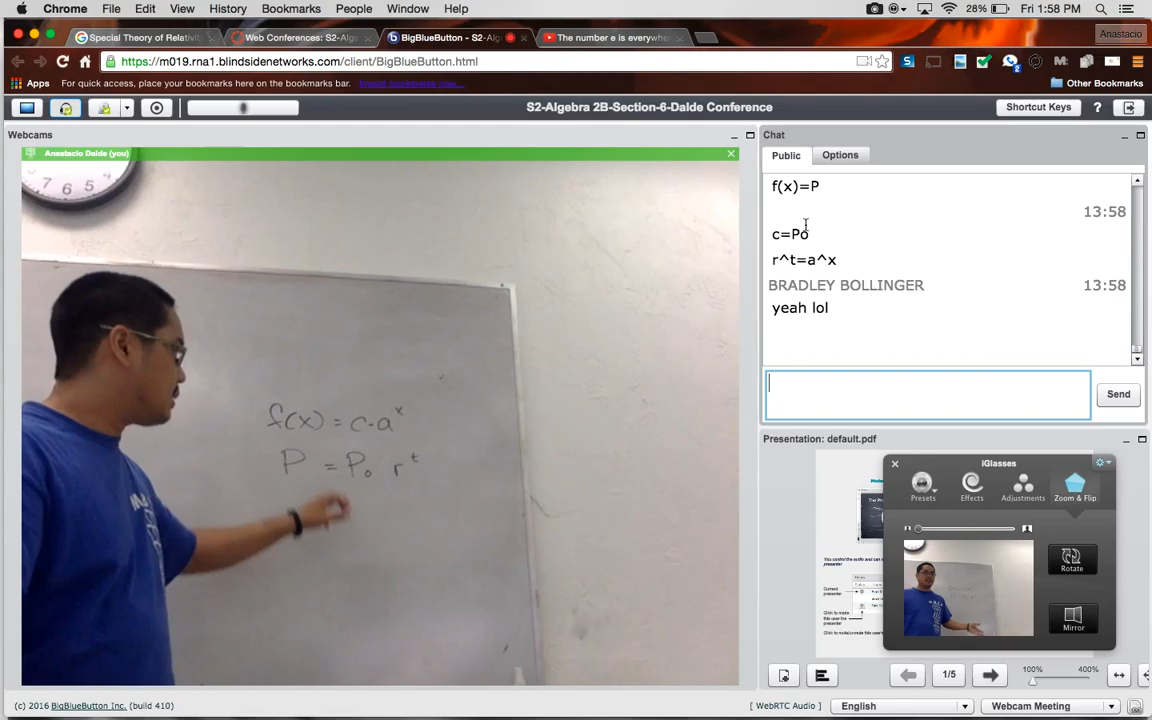 Chrome File Edit View History Bookmarks People Window Help 28% Fri 1:58 PM
Special Theory of Relativi Web Conferences: S2-Alge BigBlueButton - S2-Alg The number e is everywhe Anastacio
https://m019.rna1.blindsidenetworks.com/client/BigBlueButton.html
Apps For quick access, place your bookmarks here on the bookmarks bar. Import bookmarks now... Other Bookmarks
S2-Algebra 2B-Section-6-Dalde Conference Shortcut Keys ?
Webcams
Anastacio Dalde (you)
7 6 5
f(x) = c·a^x
P = P₀ r^t
Chat
Public Options
f(x)=P
13:58
c=Po
r^t=a^x
BRADLEY BOLLINGER 13:58
yeah lol
Send
Presentation: default.pdf
iGlasses
Presets Effects Adjustments Zoom & Flip
Rotate
Mirror
1/5 100% 400%
(c) 2016 BigBlueButton Inc. (build 410) [ WebRTC Audio ] English Webcam Meeting